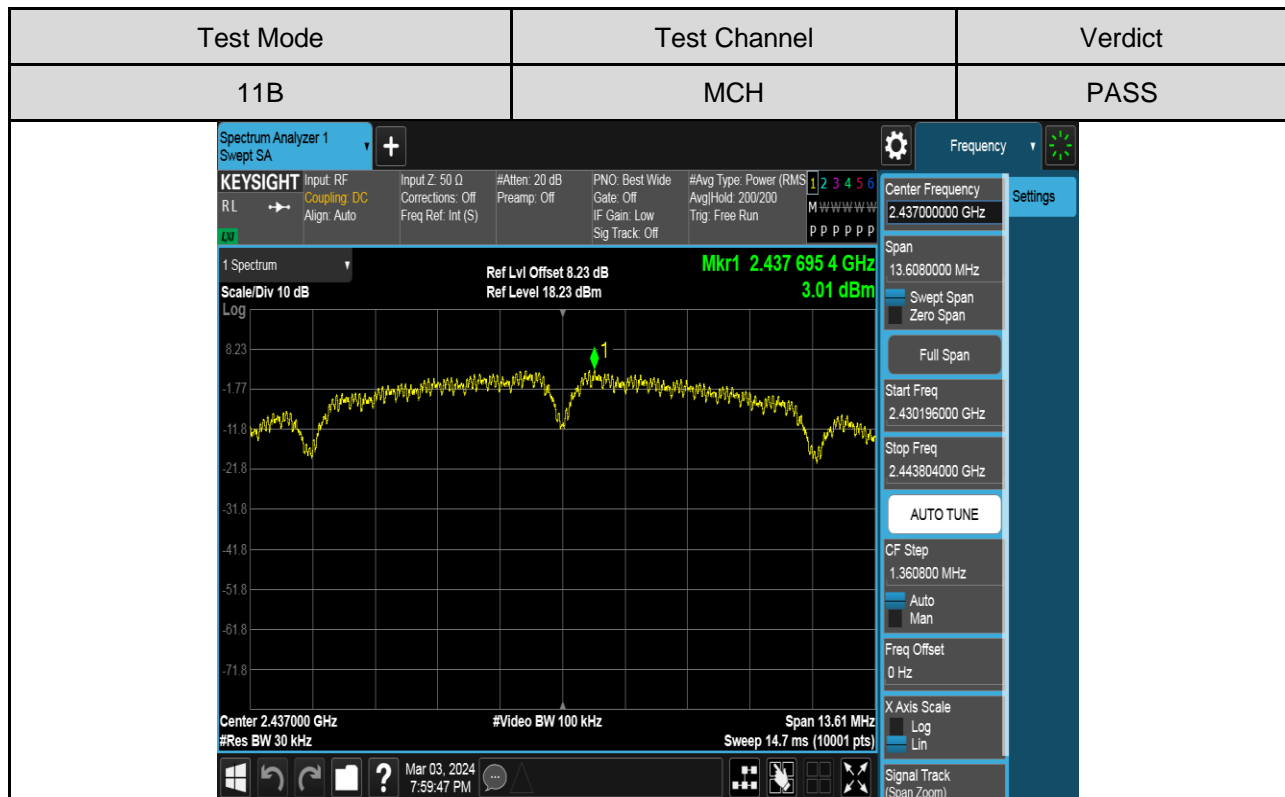 Test Mode Test Channel Verdict
11B MCH PASS
Spectrum Analyzer 1
Swept SA
Frequency
KEYSIGHT
R L
LXI
Input: RF
Coupling: DC
Align: Auto
Input Z: 50 Ω
Corrections: Off
Freq Ref: Int (S)
#Atten: 20 dB
Preamp: Off
PNO: Best Wide
Gate: Off
IF Gain: Low
Sig Track: Off
#Avg Type: Power (RMS
Avg|Hold: 200/200
Trig: Free Run
1 2 3 4 5 6
M W W W W W
P P P P P P
1 Spectrum
Scale/Div 10 dB
Ref Lvl Offset 8.23 dB
Ref Level 18.23 dBm
Mkr1 2.437 695 4 GHz
3.01 dBm
Log
1
8.23
-1.77
-11.8
-21.8
-31.8
-41.8
-51.8
-61.8
-71.8
Center 2.437000 GHz
#Res BW 30 kHz
#Video BW 100 kHz
Span 13.61 MHz
Sweep 14.7 ms (10001 pts)
Mar 03, 2024
7:59:47 PM
Center Frequency
2.437000000 GHz
Span
13.6080000 MHz
Swept Span
Zero Span
Full Span
Start Freq
2.430196000 GHz
Stop Freq
2.443804000 GHz
AUTO TUNE
CF Step
1.360800 MHz
Auto
Man
Freq Offset
0 Hz
X Axis Scale
Log
Lin
Signal Track
(Span Zoom)
Settings